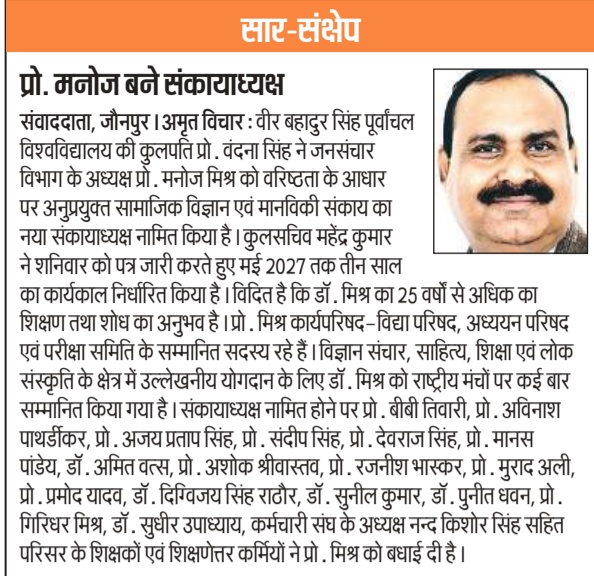 सार-संक्षेप
प्रो. मनोज बने संकायाध्यक्ष
संवाददाता, जौनपुर। अमृत विचार : वीर बहादुर सिंह पूर्वांचल
विश्वविद्यालय की कुलपति प्रो. वंदना सिंह ने जनसंचार
विभाग के अध्यक्ष प्रो. मनोज मिश्र को वरिष्ठता के आधार
पर अनुप्रयुक्त सामाजिक विज्ञान एवं मानविकी संकाय का
नया संकायाध्यक्ष नामित किया है। कुलसचिव महेंद्र कुमार
ने शनिवार को पत्र जारी करते हुए मई 2027 तक तीन साल
का कार्यकाल निर्धारित किया है। विदित है कि डॉ. मिश्र का 25 वर्षों से अधिक का
शिक्षण तथा शोध का अनुभव है। प्रो. मिश्र कार्यपरिषद-विद्या परिषद, अध्ययन परिषद
एवं परीक्षा समिति के सम्मानित सदस्य रहे हैं। विज्ञान संचार, साहित्य, शिक्षा एवं लोक
संस्कृति के क्षेत्र में उल्लेखनीय योगदान के लिए डॉ. मिश्र को राष्ट्रीय मंचों पर कई बार
सम्मानित किया गया है। संकायाध्यक्ष नामित होने पर प्रो. बीबी तिवारी, प्रो. अविनाश
पाथर्डीकर, प्रो. अजय प्रताप सिंह, प्रो. संदीप सिंह, प्रो. देवराज सिंह, प्रो. मानस
पांडेय, डॉ. अमित वत्स, प्रो. अशोक श्रीवास्तव, प्रो. रजनीश भास्कर, प्रो. मुराद अली,
प्रो. प्रमोद यादव, डॉ. दिग्विजय सिंह राठौर, डॉ. सुनील कुमार, डॉ. पुनीत धवन, प्रो.
गिरिधर मिश्र, डॉ. सुधीर उपाध्याय, कर्मचारी संघ के अध्यक्ष नन्द किशोर सिंह सहित
परिसर के शिक्षकों एवं शिक्षणेत्तर कर्मियों ने प्रो. मिश्र को बधाई दी है।